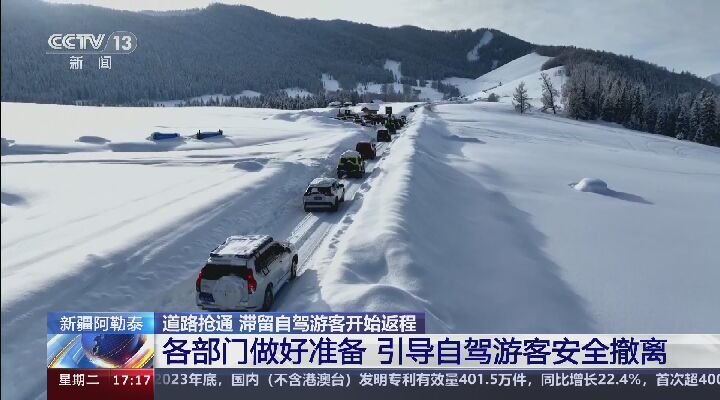 CCTV 13
新闻
新疆阿勒泰
道路抢通 滞留自驾游客开始返程
各部门做好准备 引导自驾游客安全撤离
星期二 17:17
2023年底，国内（不含港澳台）发明专利有效量401.5万件，同比增长22.4%，首次超400